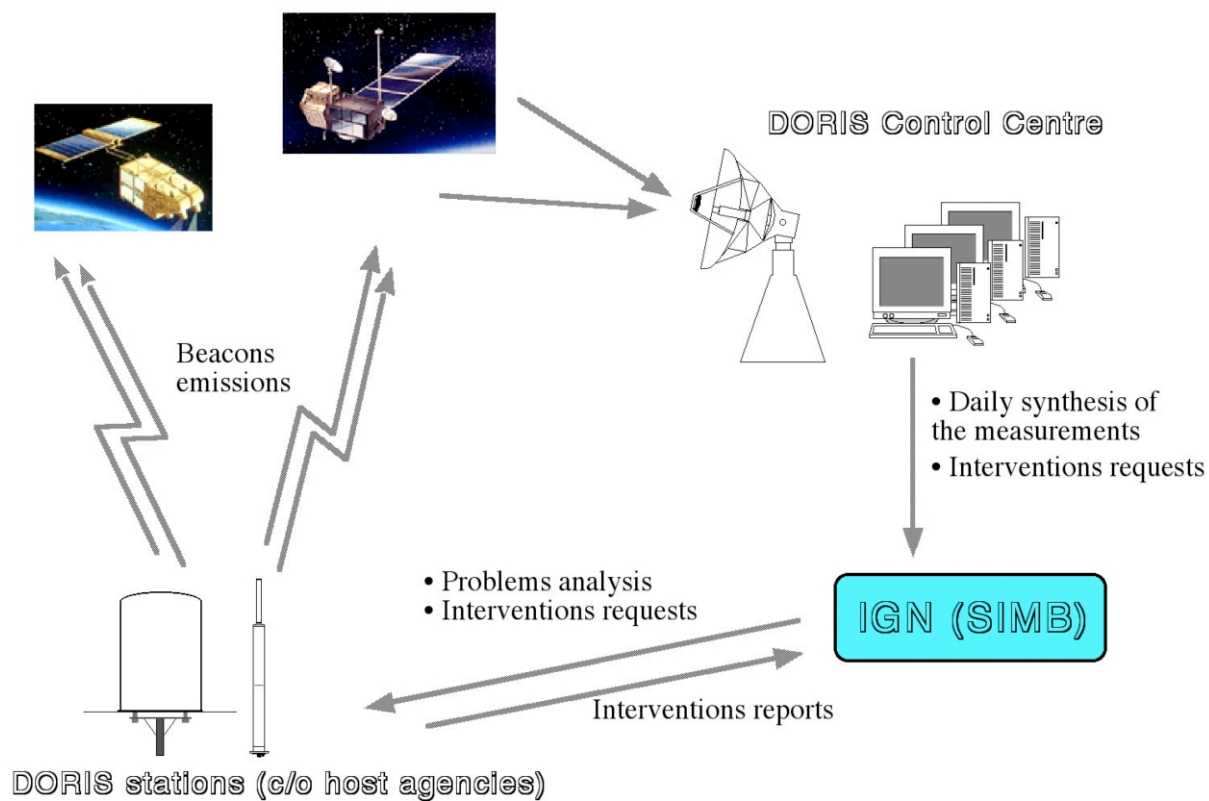 DORIS Control Centre
Beacons
emissions
• Daily synthesis of
the measurements
• Interventions requests
• Problems analysis
• Interventions requests
IGN (SIMB)
Interventions reports
DORIS stations (c/o host agencies)